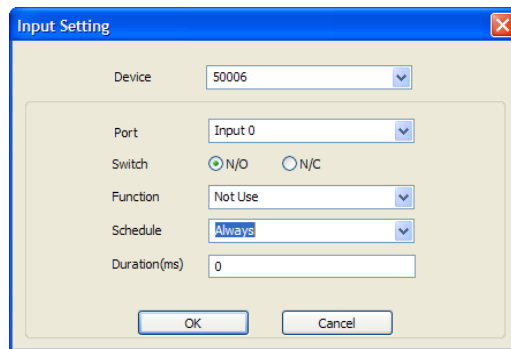 Input Setting
Device 50006
Port Input 0
Switch N/O N/C
Function Not Use
Schedule Always
Duration(ms) 0
OK Cancel